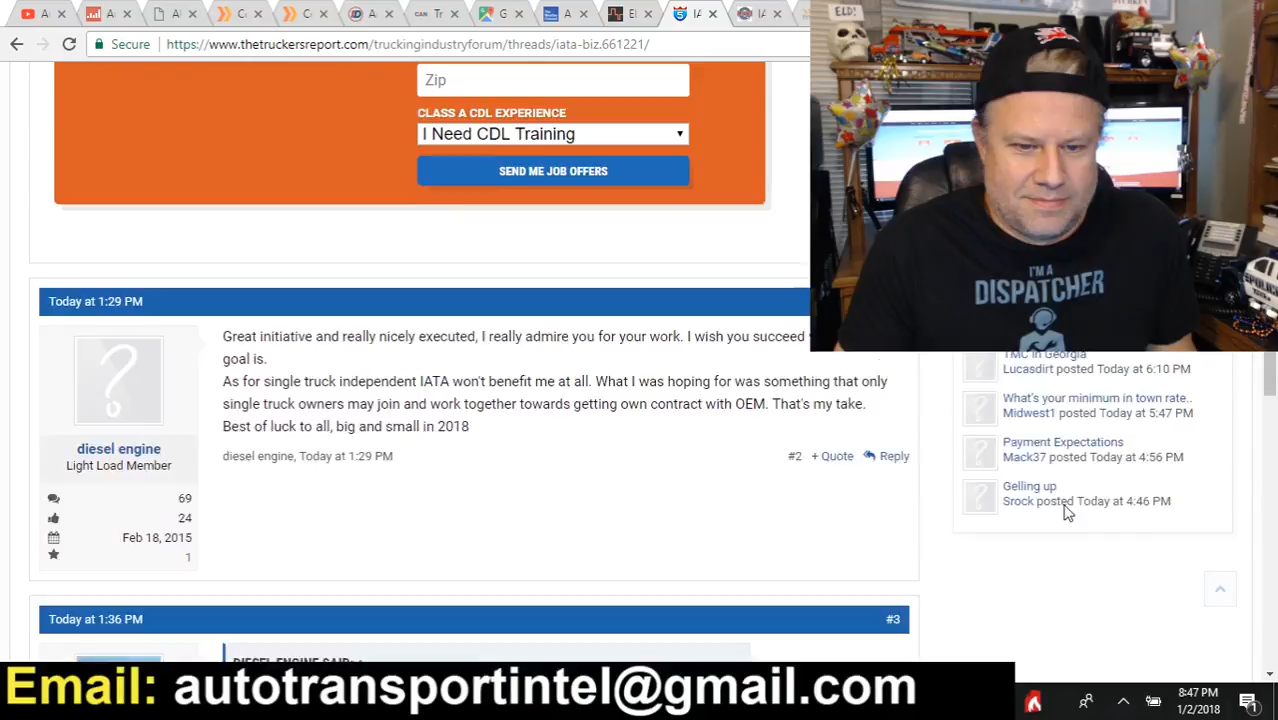 Secure
https://www.thetruckersreport.com/truckingindustryforum/threads/iata-biz.661221/
ELD!
Zip
CLASS A CDL EXPERIENCE
I Need CDL Training
SEND ME JOB OFFERS
I'M A
DISPATCHER
Today at 1:29 PM
Great initiative and really nicely executed, I really admire you for your work. I wish you succeed
goal is.
As for single truck independent IATA won't benefit me at all. What I was hoping for was something that only
single truck owners may join and work together towards getting own contract with OEM. That's my take.
Best of luck to all, big and small in 2018
diesel engine, Today at 1:29 PM
#2
+ Quote
Reply
diesel engine
Light Load Member
69
24
Feb 18, 2015
1
TMC in Georgia
Lucasdirt posted Today at 6:10 PM
What's your minimum in town rate..
Midwest1 posted Today at 5:47 PM
Payment Expectations
Mack37 posted Today at 4:56 PM
Gelling up
Srock posted Today at 4:46 PM
Today at 1:36 PM
#3
DIESEL ENGINE SAID:
Email: autotransportintel@gmail.com
8:47 PM
1/2/2018